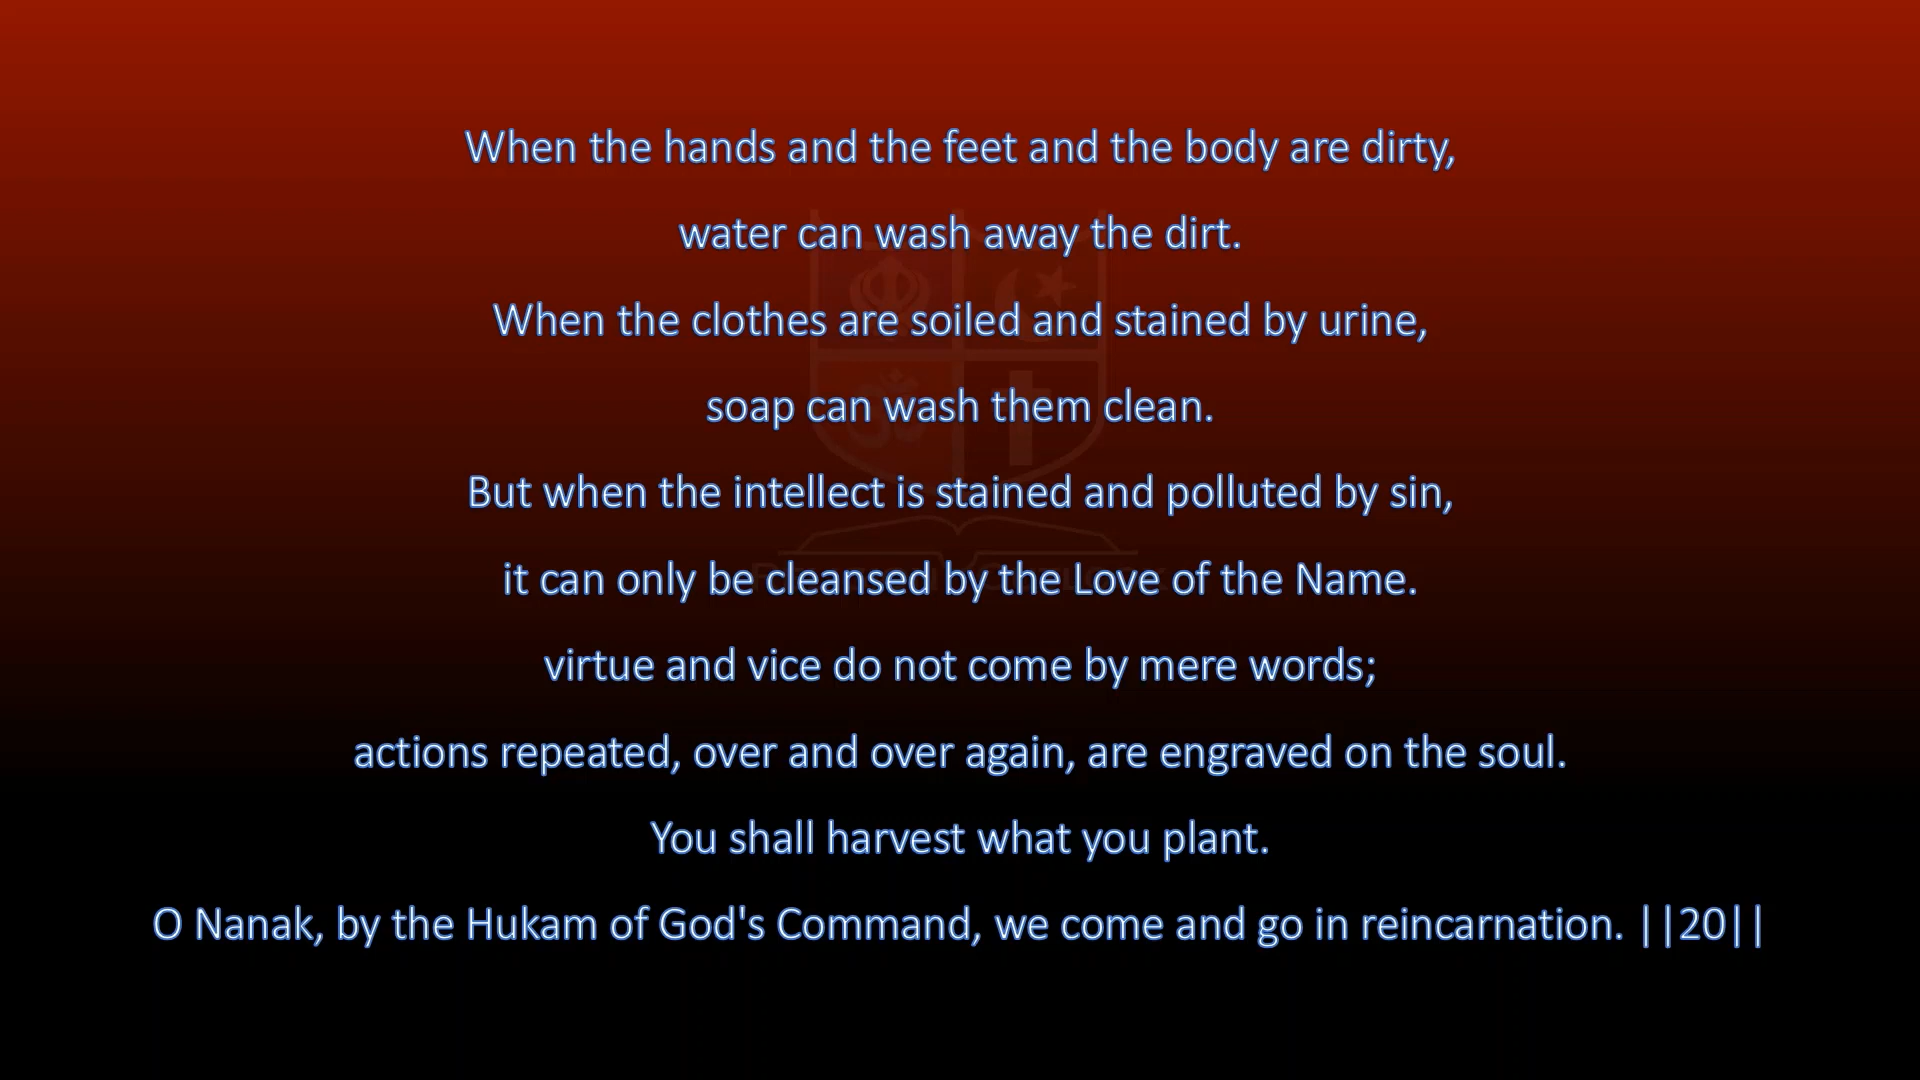 When the hands and the feet and the body are dirty,
water can wash away the dirt.
When the clothes are soiled and stained by urine,
soap can wash them clean.
But when the intellect is stained and polluted by sin,
it can only be cleansed by the Love of the Name.
virtue and vice do not come by mere words;
actions repeated, over and over again, are engraved on the soul.
You shall harvest what you plant.
O Nanak, by the Hukam of God's Command, we come and go in reincarnation. ||20||